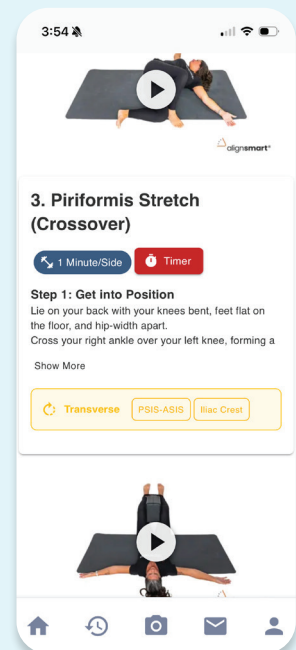 3:54
alignsmart®
3. Piriformis Stretch
(Crossover)
1 Minute/Side
Timer
Step 1: Get into Position
Lie on your back with your knees bent, feet flat on
the floor, and hip-width apart.
Cross your right ankle over your left knee, forming a
Show More
Transverse
PSIS-ASIS
Iliac Crest